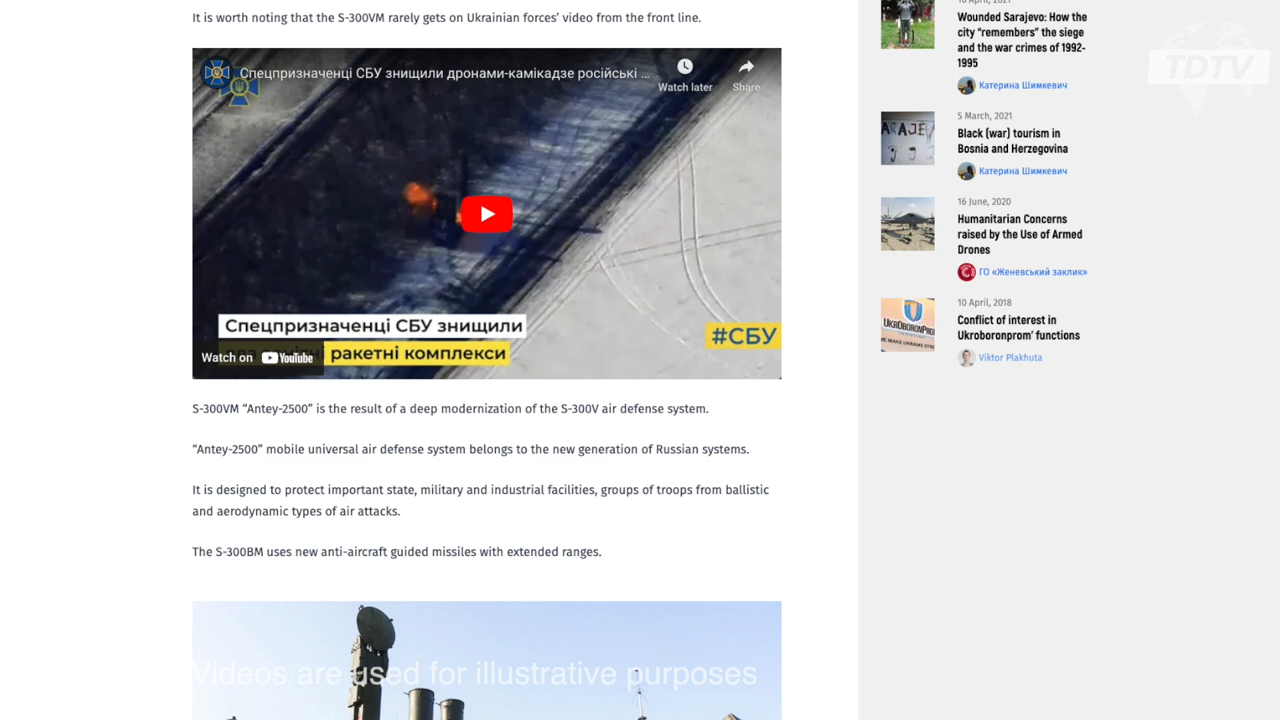 It is worth noting that the S-300VM rarely gets on Ukrainian forces’ video from the front line.
Спецпризначенці СБУ знищили дронами-камікадзе російські ...
Watch later
Share
Спецпризначенці СБУ знищили
ракетні комплекси
#СБУ
Watch on YouTube
S-300VM “Antey-2500” is the result of a deep modernization of the S-300V air defense system.
“Antey-2500” mobile universal air defense system belongs to the new generation of Russian systems.
It is designed to protect important state, military and industrial facilities, groups of troops from ballistic
and aerodynamic types of air attacks.
The S-300BM uses new anti-aircraft guided missiles with extended ranges.
Videos are used for illustrative purposes
Wounded Sarajevo: How the
city “remembers” the siege
and the war crimes of 1992-
1995
Катерина Шимкевич
5 March, 2021
Black (war) tourism in
Bosnia and Herzegovina
Катерина Шимкевич
16 June, 2020
Humanitarian Concerns
raised by the Use of Armed
Drones
ГО «Женевський заклик»
10 April, 2018
Conflict of interest in
Ukroboronprom’ functions
Viktor Plakhuta
TDTV